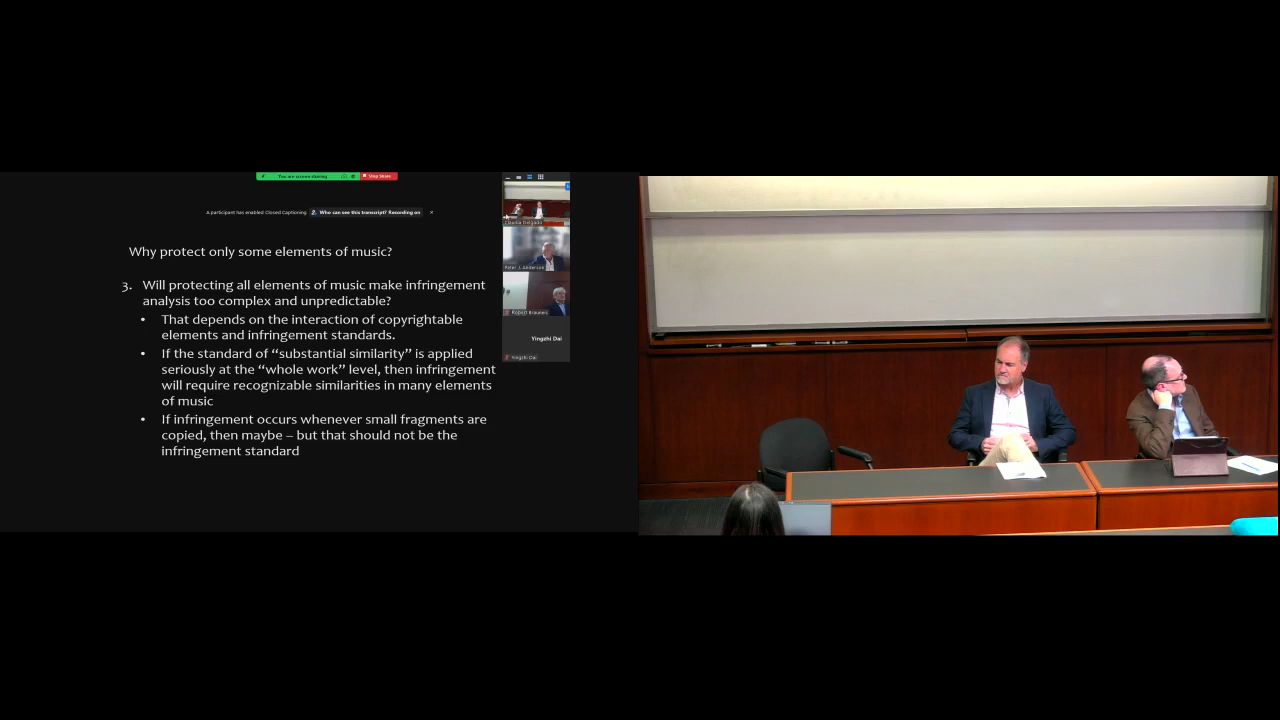 You are screen sharing
Stop Share
A participant has enabled Closed Captioning
Who can see this transcript? Recording on
Claudia Delgado
Peter J. Anderson
Robert Brauneis
Yingzhi Dai
Yingzhi Dai
Why protect only some elements of music?
3. Will protecting all elements of music make infringement
analysis too complex and unpredictable?
• That depends on the interaction of copyrightable
elements and infringement standards.
• If the standard of “substantial similarity” is applied
seriously at the “whole work” level, then infringement
will require recognizable similarities in many elements
of music
• If infringement occurs whenever small fragments are
copied, then maybe – but that should not be the
infringement standard